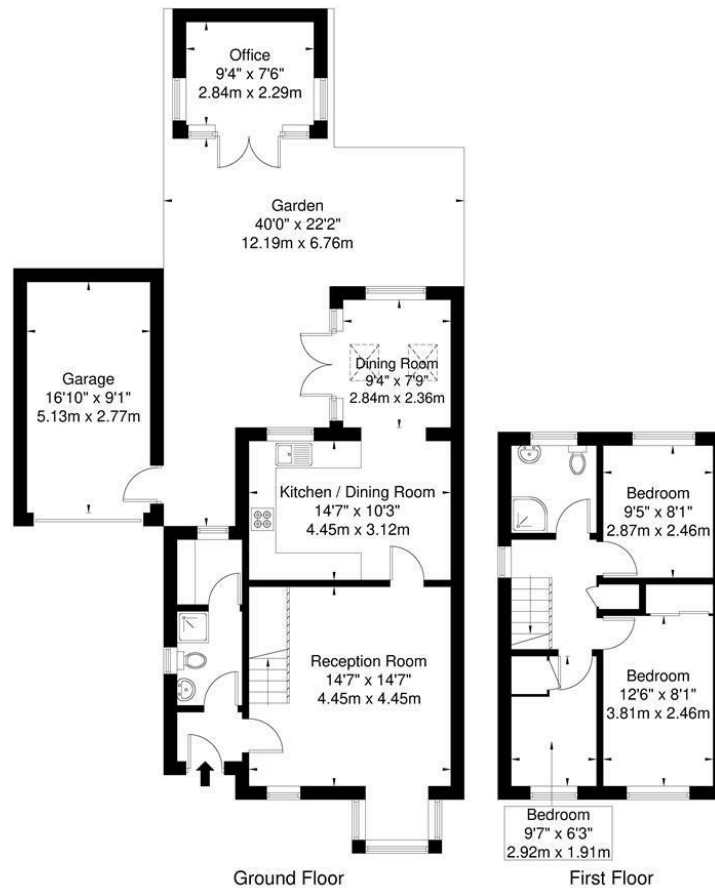 Office
9'4" x 7'6"
2.84m x 2.29m
Garden
40'0" x 22'2"
12.19m x 6.76m
Garage
16'10" x 9'1"
5.13m x 2.77m
Dining Room
9'4" x 7'9"
2.84m x 2.36m
Kitchen / Dining Room
14'7" x 10'3"
4.45m x 3.12m
Reception Room
14'7" x 14'7"
4.45m x 4.45m
Ground Floor
Bedroom
9'5" x 8'1"
2.87m x 2.46m
Bedroom
12'6" x 8'1"
3.81m x 2.46m
Bedroom
9'7" x 6'3"
2.92m x 1.91m
First Floor